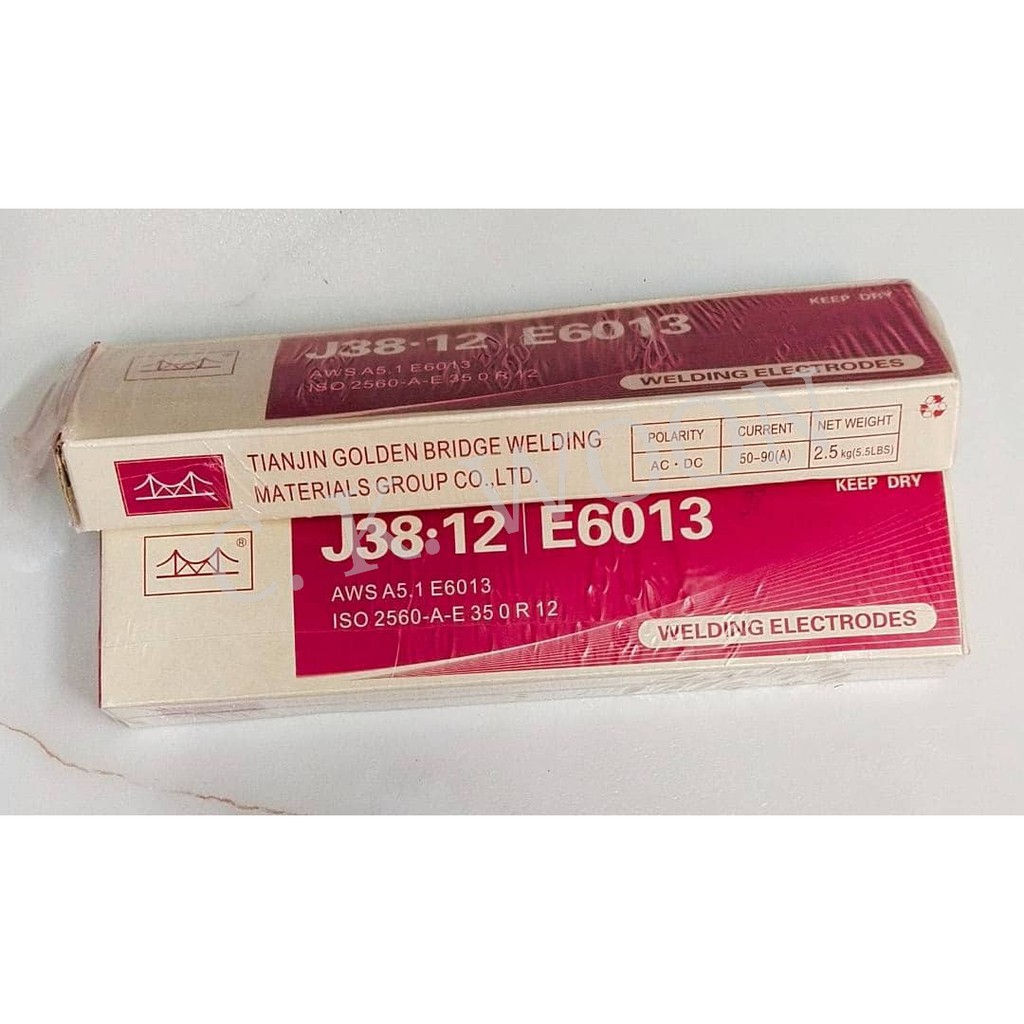 KEEP DRY
J38·12 | E6013
AWS A5.1 E6013
ISO 2560-A-E 35 0 R 12
WELDING ELECTRODES
TIANJIN GOLDEN BRIDGE WELDING
MATERIALS GROUP CO.,LTD.
POLARITY CURRENT NET WEIGHT
AC·DC 50-90(A) 2.5 kg(5.5LBS)
KEEP DRY
®
J38:12 | E6013
AWS A5.1 E6013
ISO 2560-A-E 35 0 R 12
WELDING ELECTRODES